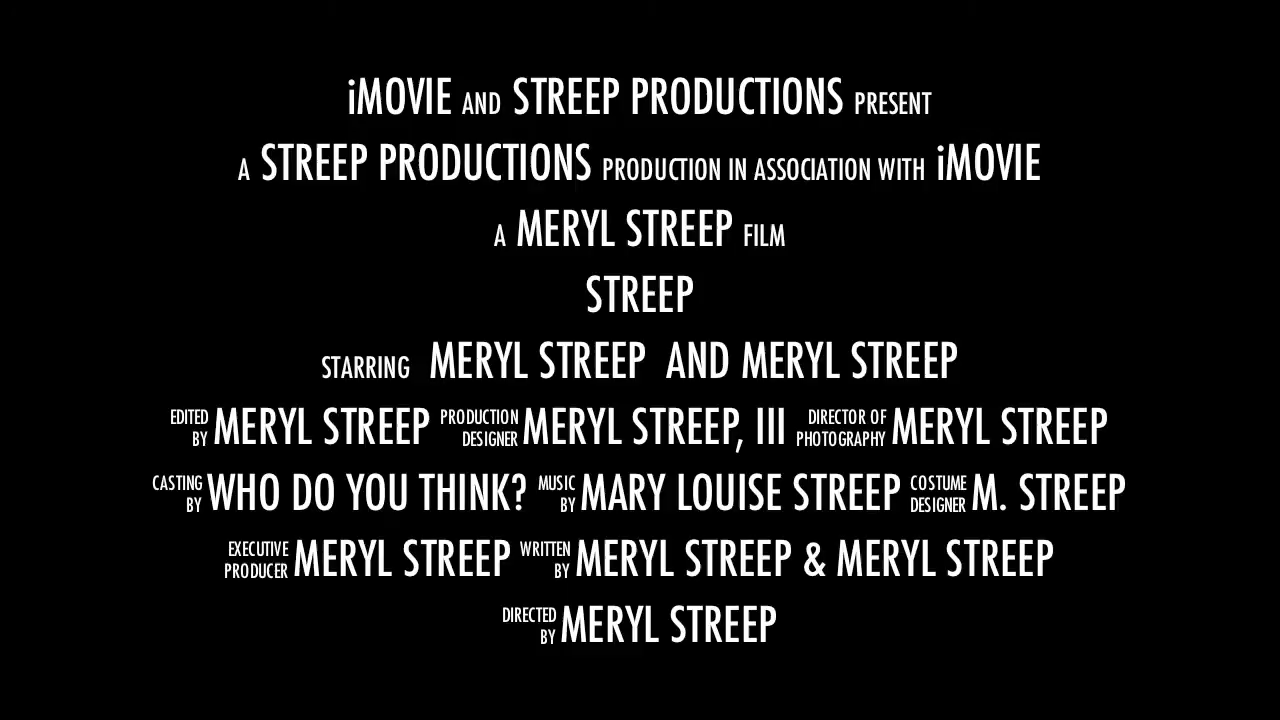 iMOVIE AND STREEP PRODUCTIONS PRESENT
A STREEP PRODUCTIONS PRODUCTION IN ASSOCIATION WITH iMOVIE
A MERYL STREEP FILM
STREEP
STARRING MERYL STREEP AND MERYL STREEP
EDITED BY MERYL STREEP PRODUCTION DESIGNER MERYL STREEP, III DIRECTOR OF PHOTOGRAPHY MERYL STREEP
CASTING BY WHO DO YOU THINK? MUSIC BY MARY LOUISE STREEP COSTUME DESIGNER M. STREEP
EXECUTIVE PRODUCER MERYL STREEP WRITTEN BY MERYL STREEP & MERYL STREEP
DIRECTED BY MERYL STREEP